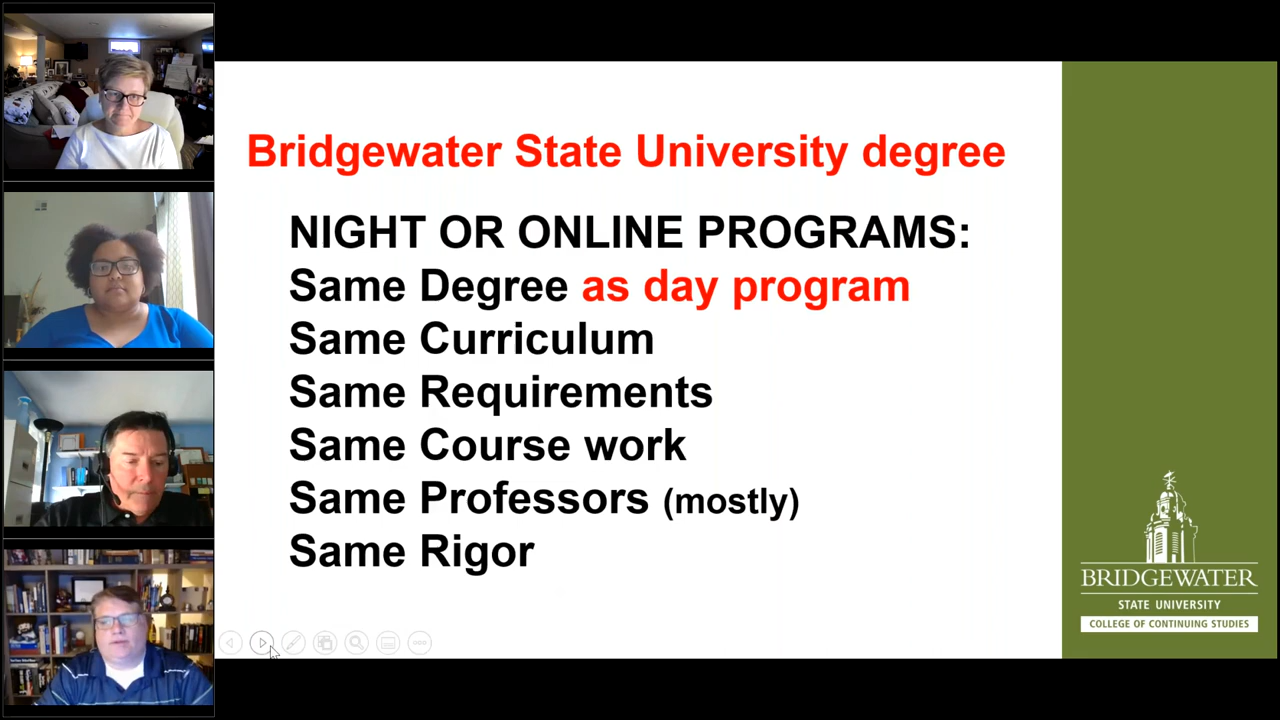 Bridgewater State University degree
NIGHT OR ONLINE PROGRAMS:
Same Degree as day program
Same Curriculum
Same Requirements
Same Course work
Same Professors (mostly)
Same Rigor
BRIDGEWATER
STATE UNIVERSITY
COLLEGE OF CONTINUING STUDIES